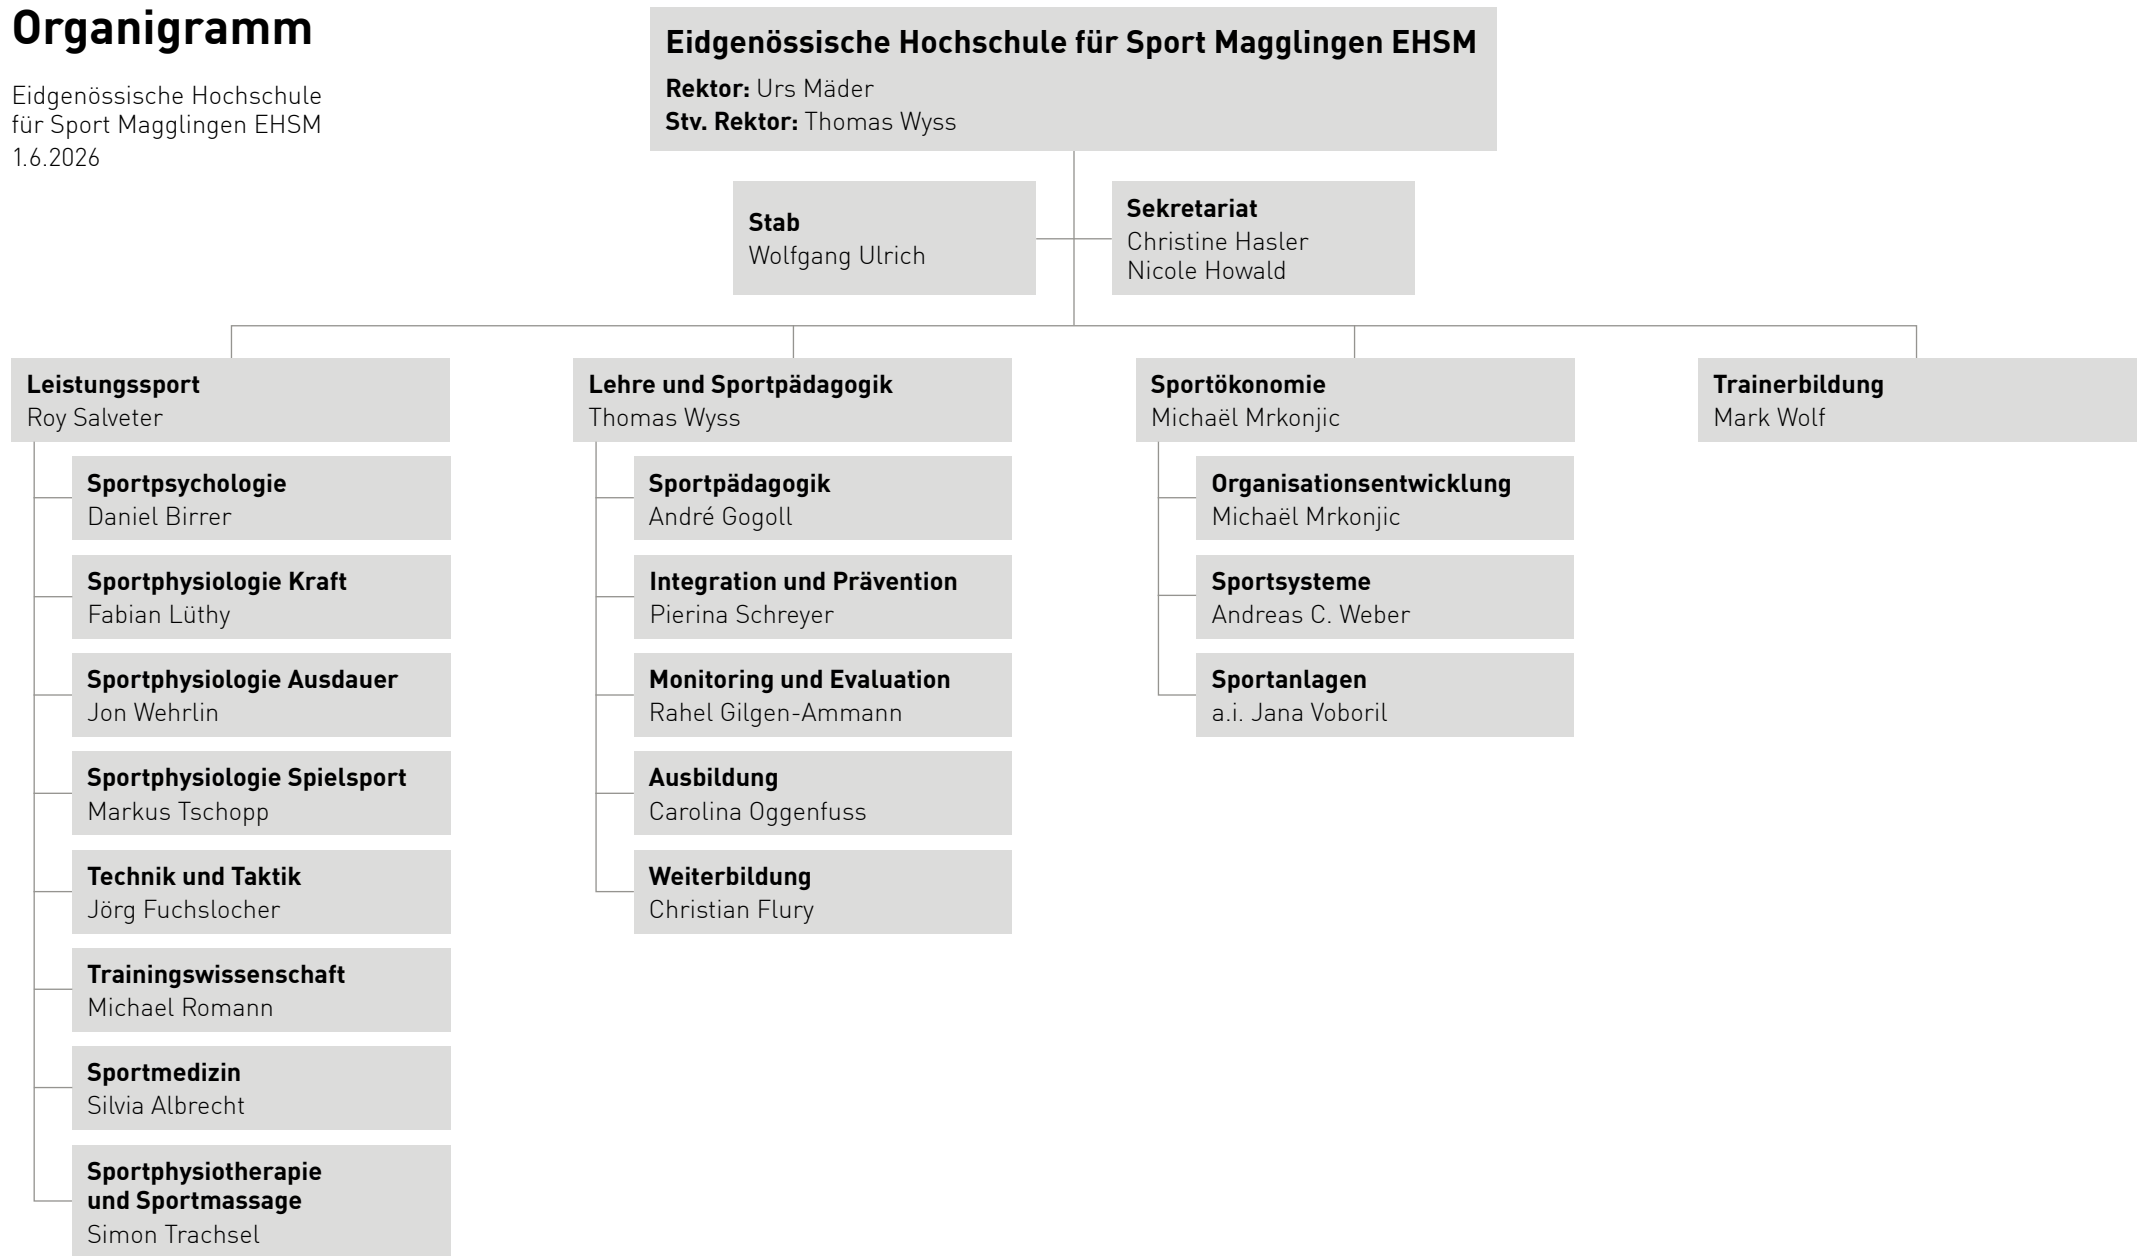 Organigramm
Eidgenössische Hochschule
für Sport Magglingen EHSM
1.6.2026
Eidgenössische Hochschule für Sport Magglingen EHSM
Rektor: Urs Mäder
Stv. Rektor: Thomas Wyss
Stab
Wolfgang Ulrich
Sekretariat
Christine Hasler
Nicole Howald
Leistungssport
Roy Salveter
Sportpsychologie
Daniel Birrer
Sportphysiologie Kraft
Fabian Lüthy
Sportphysiologie Ausdauer
Jon Wehrlin
Sportphysiologie Spielsport
Markus Tschopp
Technik und Taktik
Jörg Fuchslocher
Trainingswissenschaft
Michael Romann
Sportmedizin
Silvia Albrecht
Sportphysiotherapie
und Sportmassage
Simon Trachsel
Lehre und Sportpädagogik
Thomas Wyss
Sportpädagogik
André Gogoll
Integration und Prävention
Pierina Schreyer
Monitoring und Evaluation
Rahel Gilgen-Ammann
Ausbildung
Carolina Oggenfuss
Weiterbildung
Christian Flury
Sportökonomie
Michaël Mrkonjic
Organisationsentwicklung
Michaël Mrkonjic
Sportsysteme
Andreas C. Weber
Sportanlagen
a.i. Jana Voboril
Trainerbildung
Mark Wolf